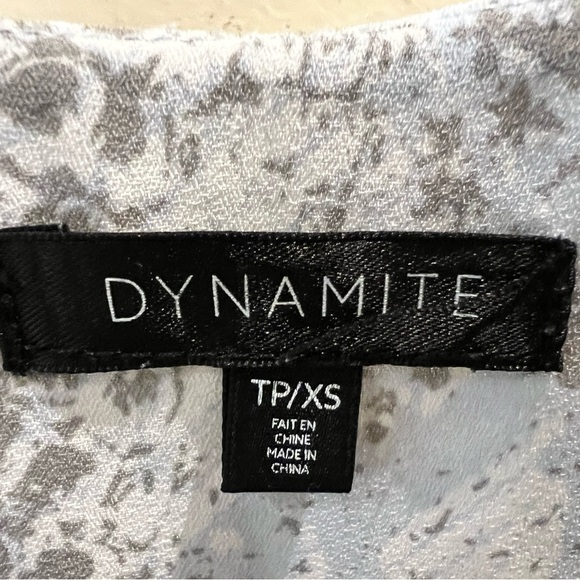 DYNAMITE
TP/XS
FAIT EN
CHINE
MADE IN
CHINA